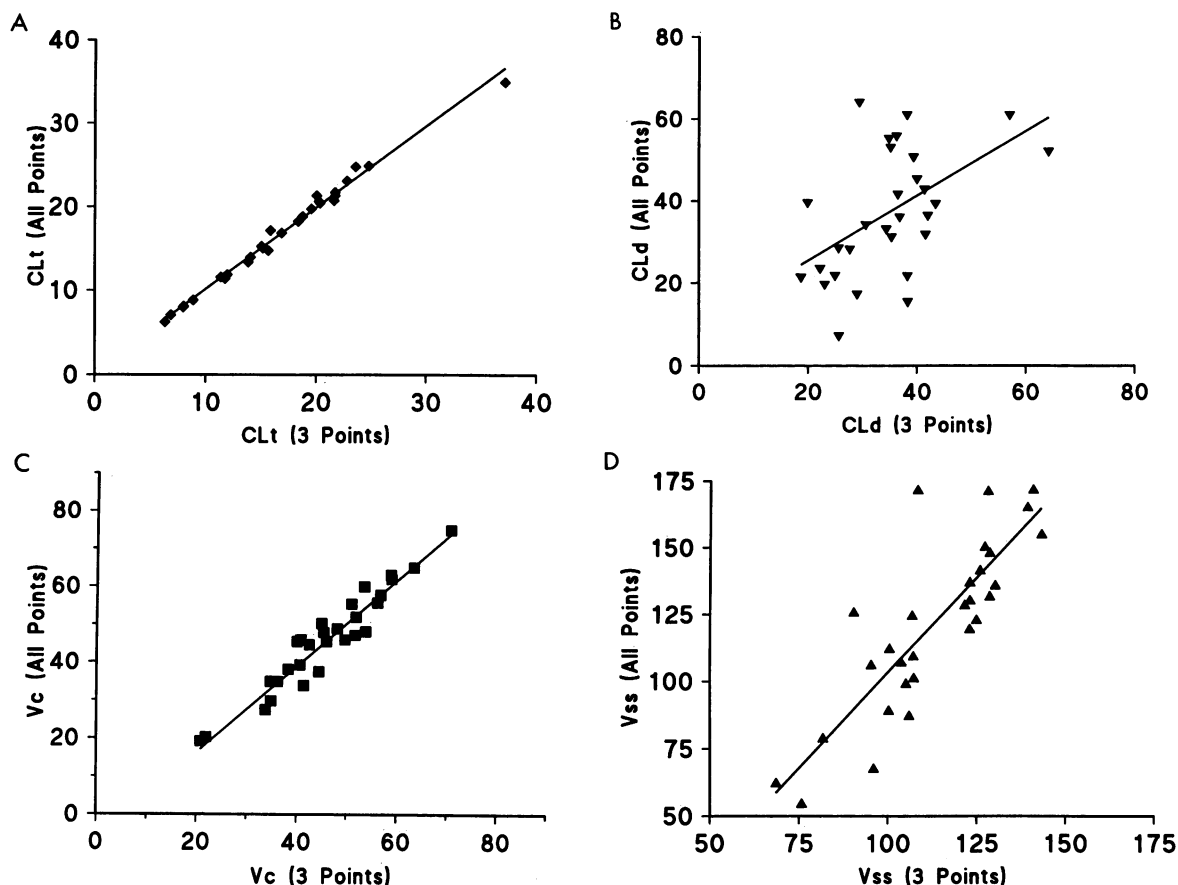 A
40
30
20
10
0
CLt (All Points)
0 10 20 30 40
CLt (3 Points)
B
80
60
40
20
0
CLd (All Points)
0 20 40 60 80
CLd (3 Points)
C
80
60
40
20
0
Vc (All Points)
0 20 40 60 80
Vc (3 Points)
D
175
150
125
100
75
50
Vss (All Points)
50 75 100 125 150 175
Vss (3 Points)